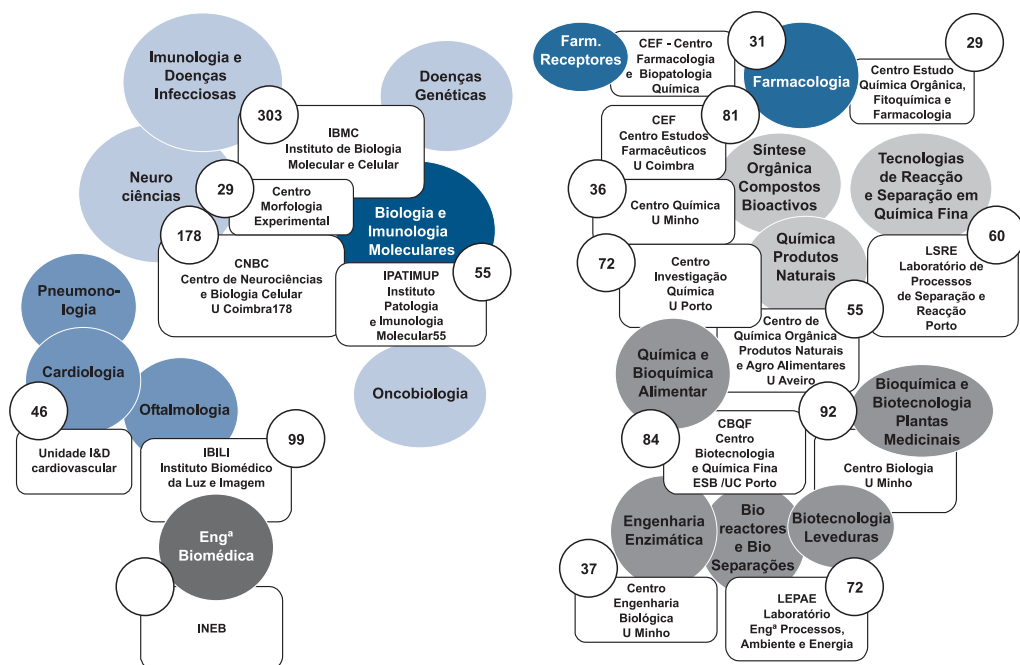 Imunologia e
Doenças
Infecciosas
Doenças
Genéticas
303
IBMC
Instituto de Biologia
Molecular e Celular
Neuro
ciências
29
Centro
Morfologia
Experimental
Biologia e
Imunologia
Moleculares
178
CNBC
Centro de Neurociências
e Biologia Celular
U Coimbra178
55
IPATIMUP
Instituto
Patologia
e Imunologia
Molecular55
Pneumono-
logia
Cardiologia
Oftalmologia
Oncobiologia
46
Unidade I&D
cardiovascular
99
IBILI
Instituto Biomédico
da Luz e Imagem
Engª
Biomédica
INEB
Farm.
Receptores
CEF - Centro
Farmacologia
e Biopatologia
Química
31
Farmacologia
29
Centro Estudo
Química Orgânica,
Fitoquímica e
Farmacologia
81
CEF
Centro Estudos
Farmacêuticos
U Coimbra
Síntese
Orgânica
Compostos
Bioactivos
Tecnologias
de Reacção
e Separação em
Química Fina
36
Centro Química
U Minho
Química
Produtos
Naturais
60
LSRE
Laboratório de
Processos
de Separação e
Reacção
Porto
72
Centro
Investigação
Química
U Porto
55
Centro de
Química Orgânica
Produtos Naturais
e Agro Alimentares
U Aveiro
Química e
Bioquímica
Alimentar
Bioquímica e
Biotecnologia
Plantas
Medicinais
84
CBQF
Centro
Biotecnologia
e Química Fina
ESB /UC Porto
92
Centro Biologia
U Minho
Engenharia
Enzimática
Bio
reactores
e Bio
Separações
Biotecnologia
Leveduras
37
Centro
Engenharia
Biológica
U Minho
72
LEPAE
Laboratório
Engª Processos,
Ambiente e Energia